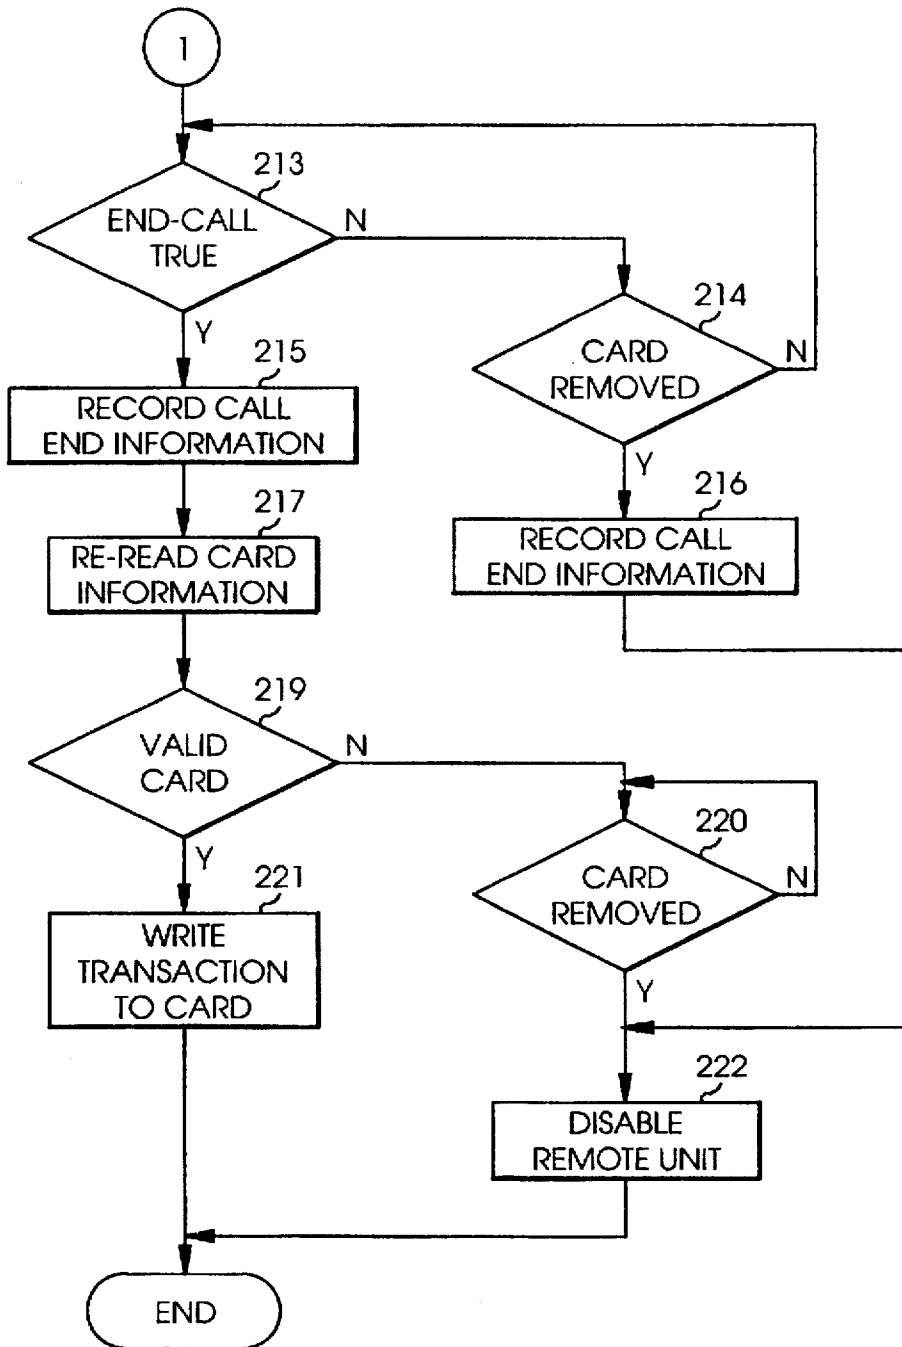 1
213
END-CALL
TRUE
N
Y
214
CARD
REMOVED
N
Y
215
RECORD CALL
END INFORMATION
216
RECORD CALL
END INFORMATION
217
RE-READ CARD
INFORMATION
219
VALID
CARD
N
Y
220
CARD
REMOVED
N
Y
221
WRITE
TRANSACTION
TO CARD
222
DISABLE
REMOTE UNIT
END